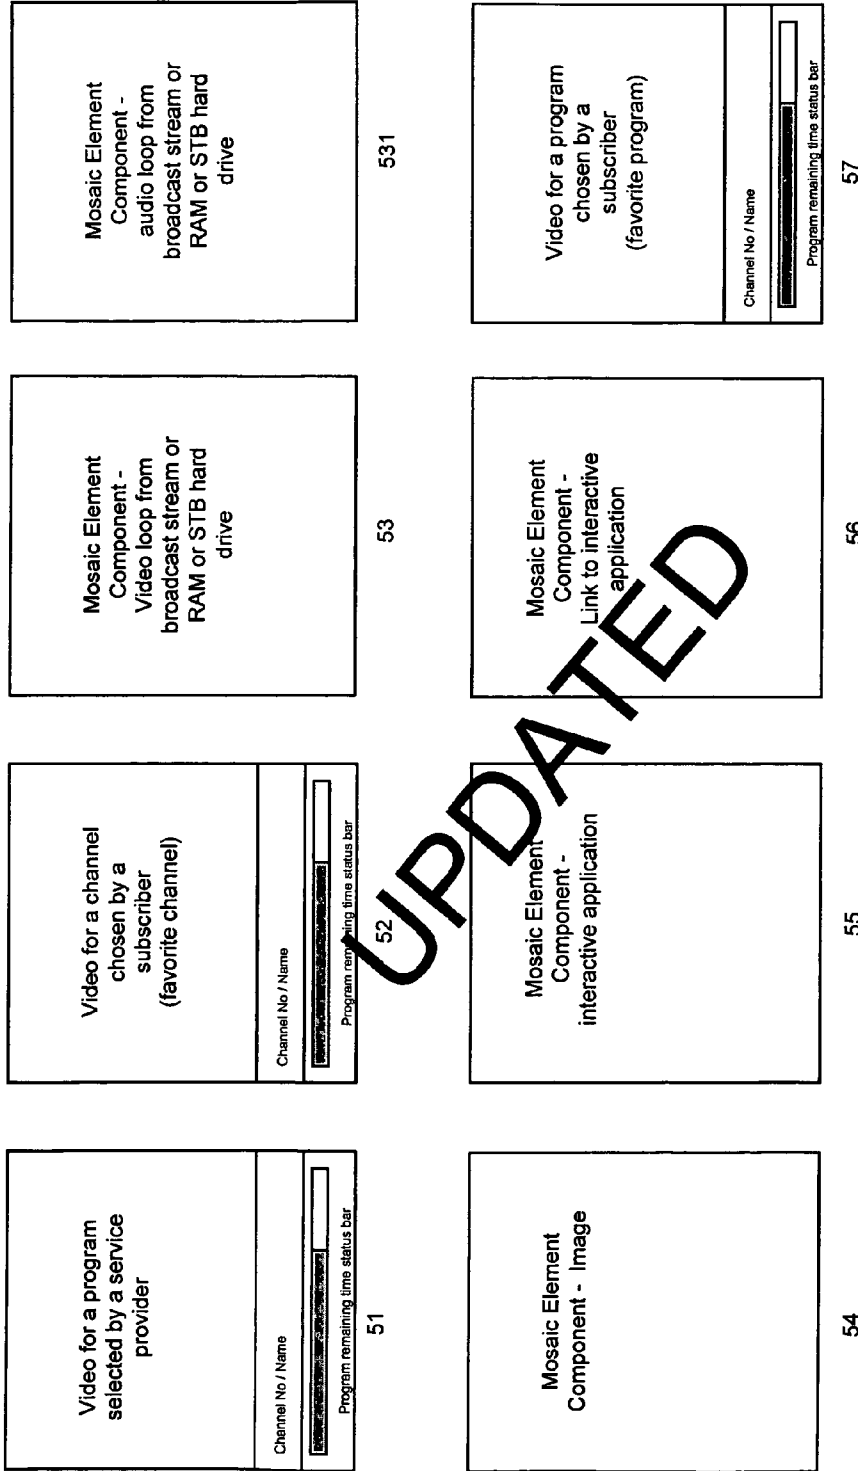 Video for a program
selected by a service
provider
Channel No / Name
Program remaining time status bar
51
Video for a channel
chosen by a
subscriber
(favorite channel)
Channel No / Name
Program remaining time status bar
52
Mosaic Element
Component -
Video loop from
broadcast stream or
RAM or STB hard
drive
53
Mosaic Element
Component -
audio loop from
broadcast stream or
RAM or STB hard
drive
531
Mosaic Element
Component - Image
54
Mosaic Element
Component -
interactive application
55
Mosaic Element
Component -
Link to interactive
application
56
Video for a program
chosen by a
subscriber
(favorite program)
Channel No / Name
Program remaining time status bar
57
UPDATED